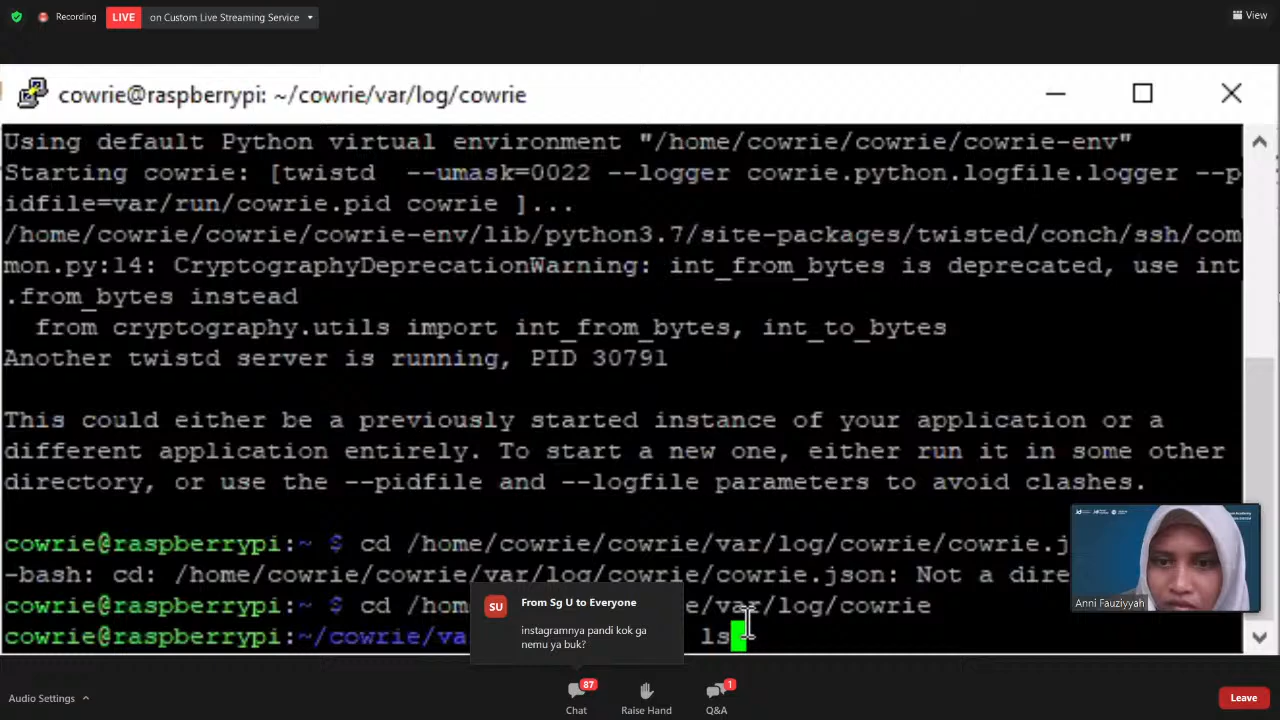 Recording
LIVE
on Custom Live Streaming Service
View
cowrie@raspberrypi: ~/cowrie/var/log/cowrie
Using default Python virtual environment "/home/cowrie/cowrie/cowrie-env"
Starting cowrie: [twistd  --umask=0022 --logger cowrie.python.logfile.logger --p
idfile=var/run/cowrie.pid cowrie ]...
/home/cowrie/cowrie/cowrie-env/lib/python3.7/site-packages/twisted/conch/ssh/com
mon.py:14: CryptographyDeprecationWarning: int_from_bytes is deprecated, use int
.from_bytes instead
  from cryptography.utils import int_from_bytes, int_to_bytes
Another twistd server is running, PID 30791
This could either be a previously started instance of your application or a
different application entirely. To start a new one, either run it in some other
directory, or use the --pidfile and --logfile parameters to avoid clashes.
cowrie@raspberrypi:~ $ cd /home/cowrie/cowrie/var/log/cowrie/cowrie.j
-bash: cd: /home/cowrie/cowrie/var/log/cowrie/cowrie.json: Not a dire
cowrie@raspberrypi:~ $ cd /hom e/var/log/cowrie
cowrie@raspberrypi:~/cowrie/va ls
Anni Fauziyyah
SU
From Sg U to Everyone
instagramnya pandi kok ga
nemu ya buk?
Audio Settings
87
Chat
Raise Hand
1
Q&A
Leave